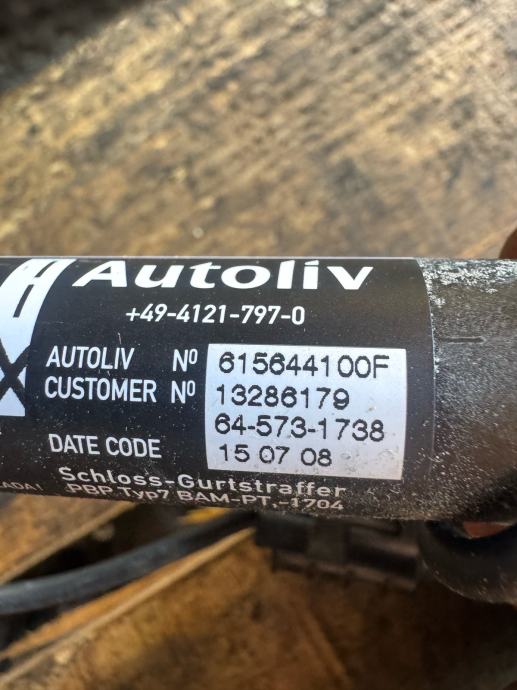 Autoliv
+49-4121-797-0
AUTOLIV Nº 615644100F
CUSTOMER Nº 13286179
64-573-1738
DATE CODE 15 07 08
Schloss-Gurtstraffer
PBP.Typ7 BAM-PT,-1704